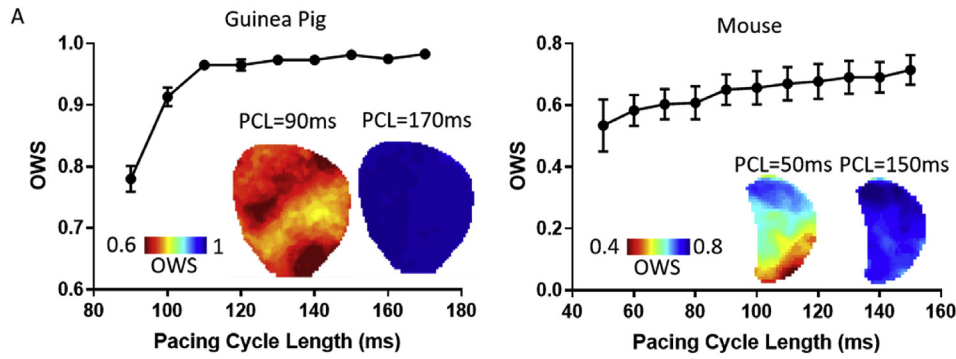 A
Guinea Pig
1.0
0.9
0.8
0.7
0.6
OWS
PCL=90ms PCL=170ms
0.6 1
OWS
80 100 120 140 160 180
Pacing Cycle Length (ms)
Mouse
0.8
0.6
0.4
0.2
0.0
OWS
PCL=50ms PCL=150ms
0.4 0.8
OWS
40 60 80 100 120 140 160
Pacing Cycle Length (ms)